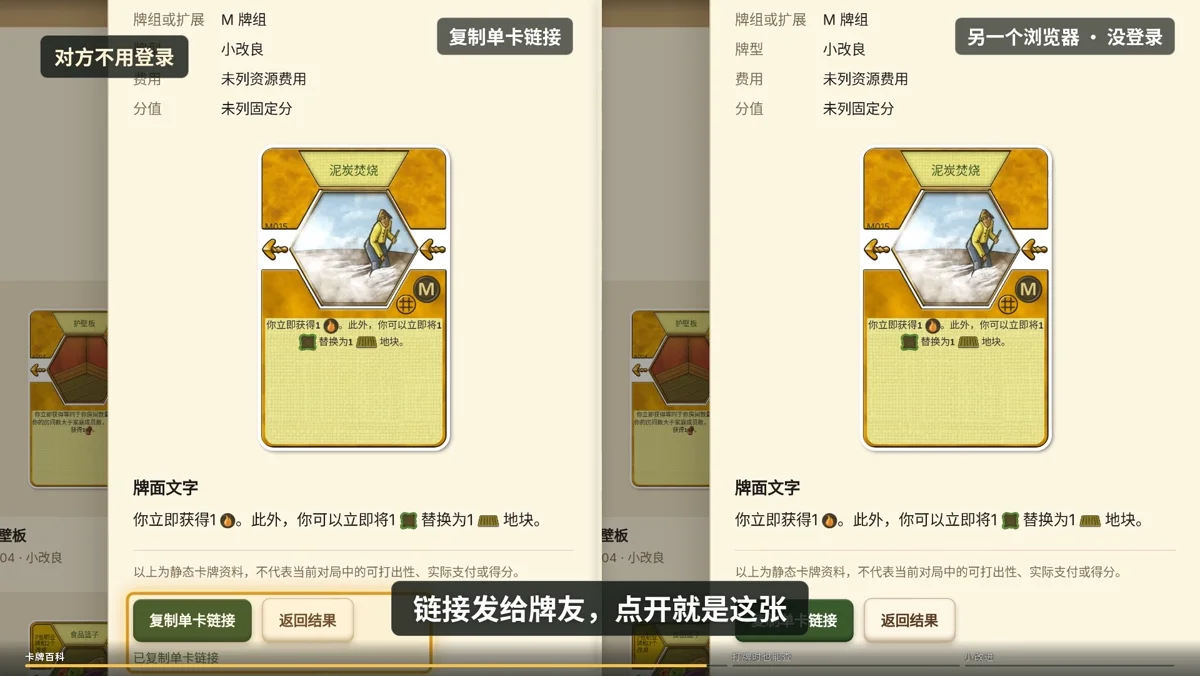 牌组或扩展 M 牌组
复制单卡链接
对方不用登录
小改良
费用 未列资源费用
分值 未列固定分
泥炭焚烧
M015
M
你立即获得1 。此外，你可以立即将1
替换为1 地块。
护壁板
牌面文字
你立即获得1 。此外，你可以立即将1 替换为1 地块。
壁板
04 · 小改良
以上为静态卡牌资料，不代表当前对局中的可打出性、实际支付或得分。
食品篮子
复制单卡链接 返回结果
已复制单卡链接
卡牌百科
链接发给牌友，点开就是这张
牌组或扩展 M 牌组
另一个浏览器 · 没登录
牌型 小改良
费用 未列资源费用
分值 未列固定分
泥炭焚烧
M015
M
你立即获得1 。此外，你可以立即将1
替换为1 地块。
护壁板
牌面文字
你立即获得1 。此外，你可以立即将1 替换为1 地块。
壁板
04 · 小改良
以上为静态卡牌资料，不代表当前对局中的可打出性、实际支付或得分。
复制单卡链接 返回结果